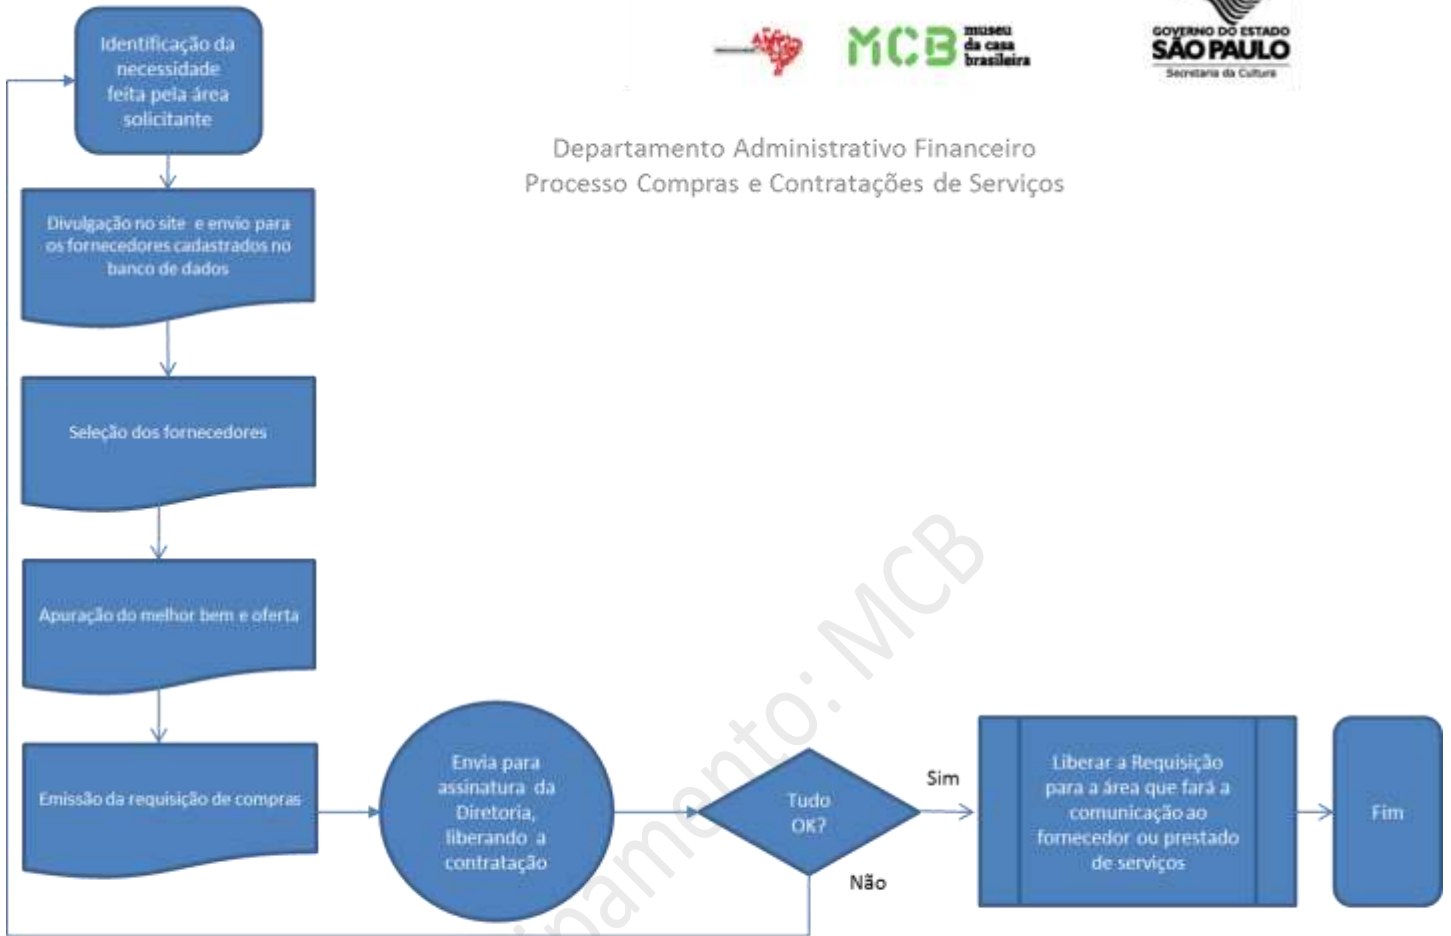 museu
da casa
brasileira
MCB
GOVERNO DO ESTADO
SÃO PAULO
Secretaria da Cultura
Departamento Administrativo Financeiro
Processo Compras e Contratações de Serviços
Identificação da
necessidade
feita pela área
solicitante
Divulgação no site e envio para
os fornecedores cadastrados no
banco de dados
Seleção dos fornecedores
Apuração do melhor bem e oferta
Emissão da requisição de compras
Envia para
assinatura da
Diretoria,
liberando a
contratação
Tudo
OK?
Sim
Não
Liberar a Requisição
para a área que fará a
comunicação ao
fornecedor ou prestado
de serviços
Fim
: MCB